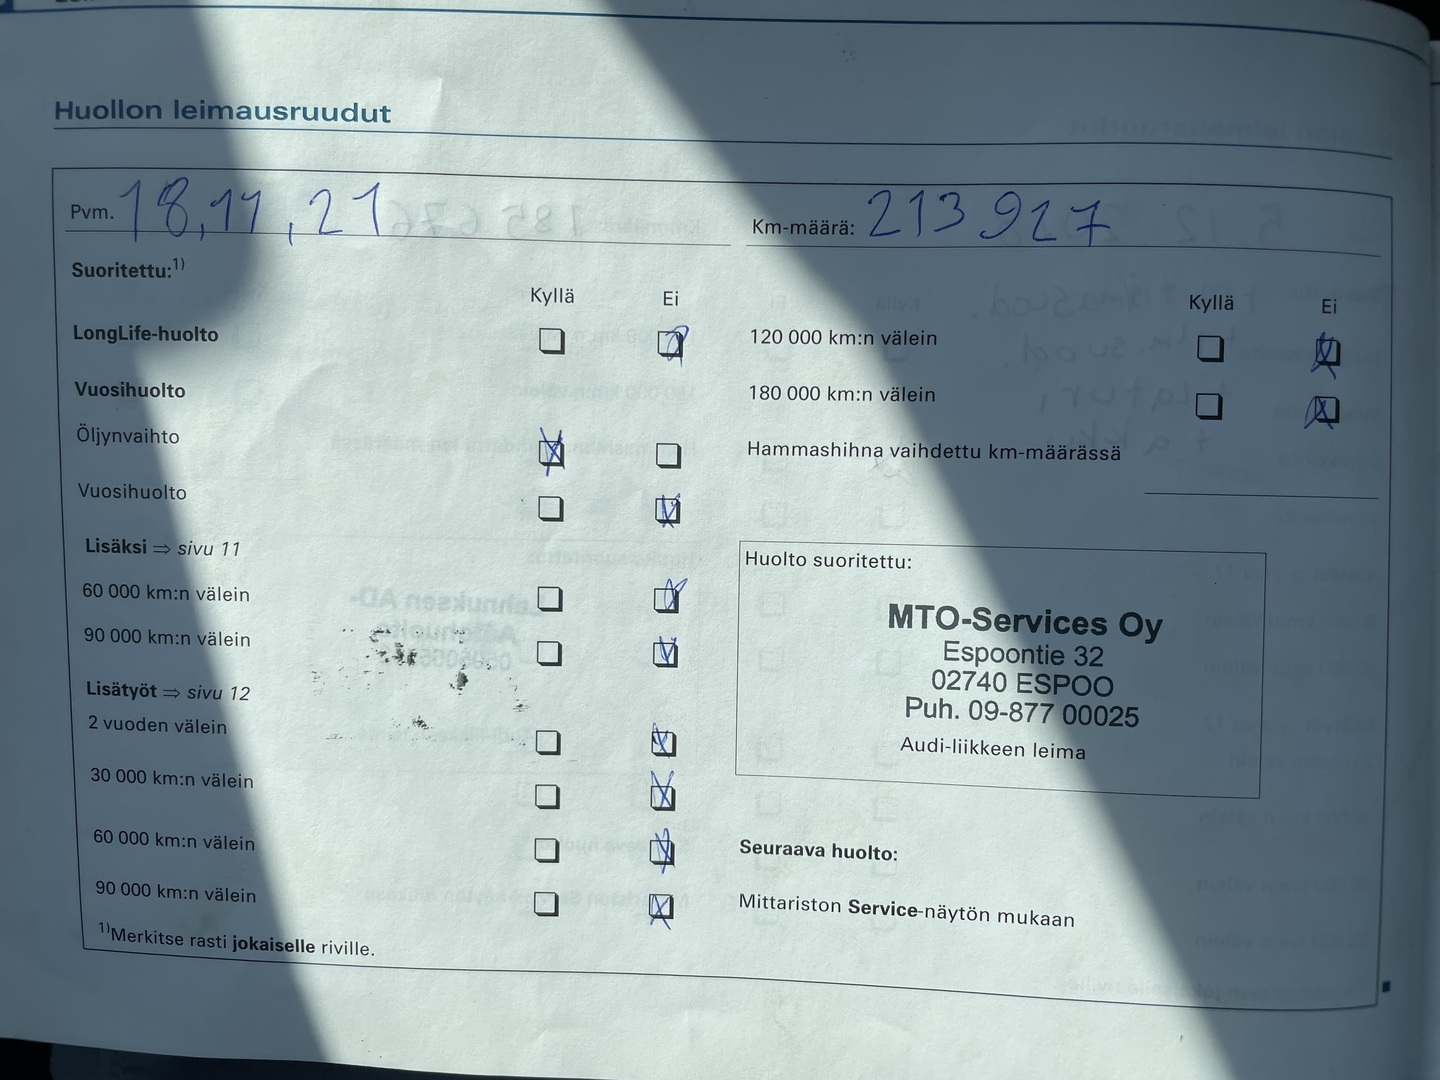 Huollon leimausruudut
Pvm. 18,11,21
Km-määrä: 213 927
Suoritettu:1)
Kyllä Ei
LongLife-huolto
Vuosihuolto
Öljynvaihto
Vuosihuolto
Lisäksi ⇒ sivu 11
60 000 km:n välein
90 000 km:n välein
Lisätyöt ⇒ sivu 12
2 vuoden välein
30 000 km:n välein
60 000 km:n välein
90 000 km:n välein
1)Merkitse rasti jokaiselle riville.
Kyllä Ei
120 000 km:n välein
180 000 km:n välein
Hammashihna vaihdettu km-määrässä
Huolto suoritettu:
MTO-Services Oy
Espoontie 32
02740 ESPOO
Puh. 09-877 00025
Audi-liikkeen leima
Seuraava huolto:
Mittariston Service-näytön mukaan